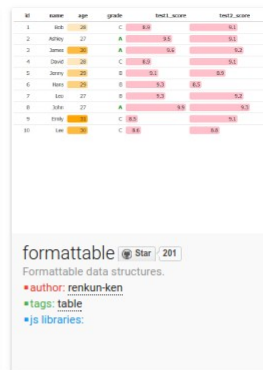 id name age grade test1_score test2_score
1 Bob 28 C 8.9 9.1
2 Ashley 27 A 9.5 9.1
3 James 30 A 9.6 9.2
4 David 28 C 8.9 9.1
5 Jenny 29 B 9.1 8.9
6 Hans 29 B 9.3 8.5
7 Leo 27 B 9.3 9.2
8 John 27 A 9.9 9.3
9 Emily 31 C 8.5 9.1
10 Lee 30 C 8.6 8.8
formattable Star 201
Formattable data structures.
author: renkun-ken
tags: table
js libraries: